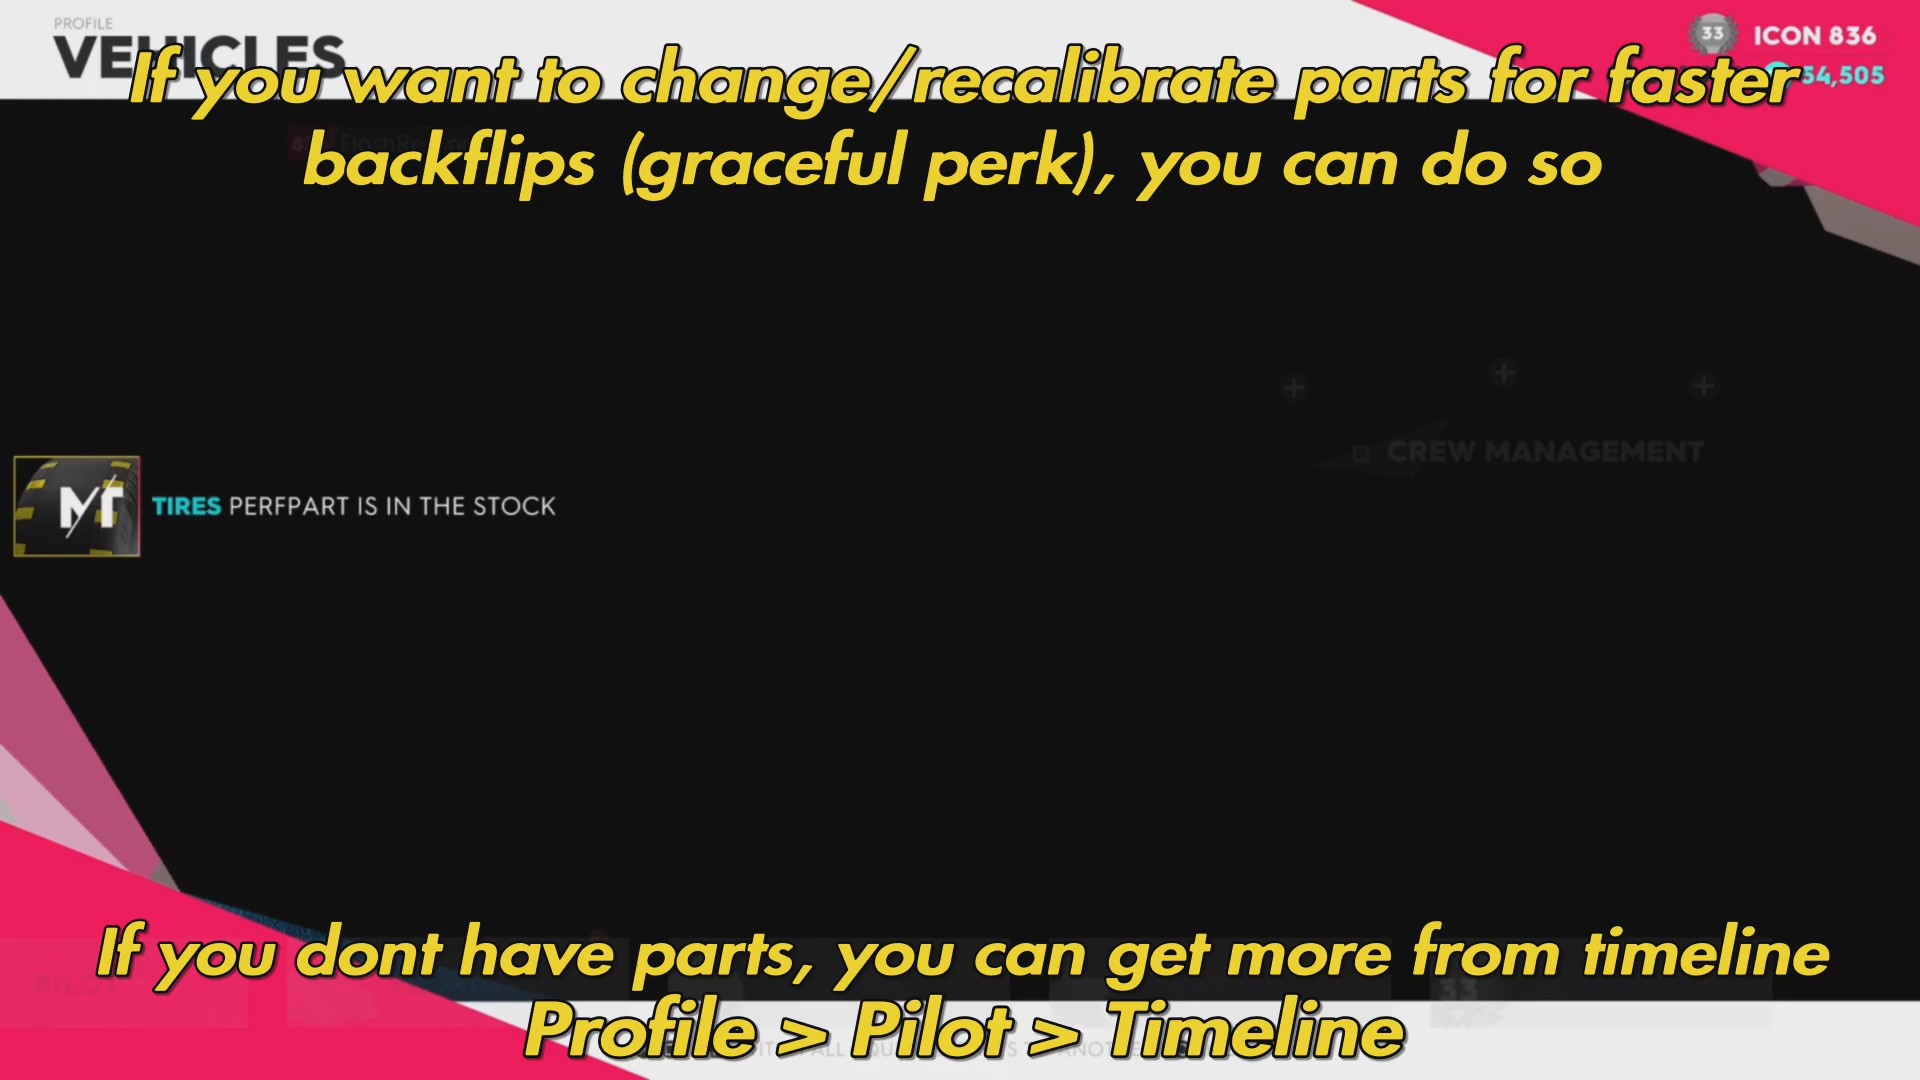 PROFILE
VEHICLES
33 ICON 836
54,505
If you want to change/recalibrate parts for faster
backflips (graceful perk), you can do so
CREW MANAGEMENT
TIRES PERFPART IS IN THE STOCK
If you dont have parts, you can get more from timeline
PILOT
33
Profile > Pilot > Timeline